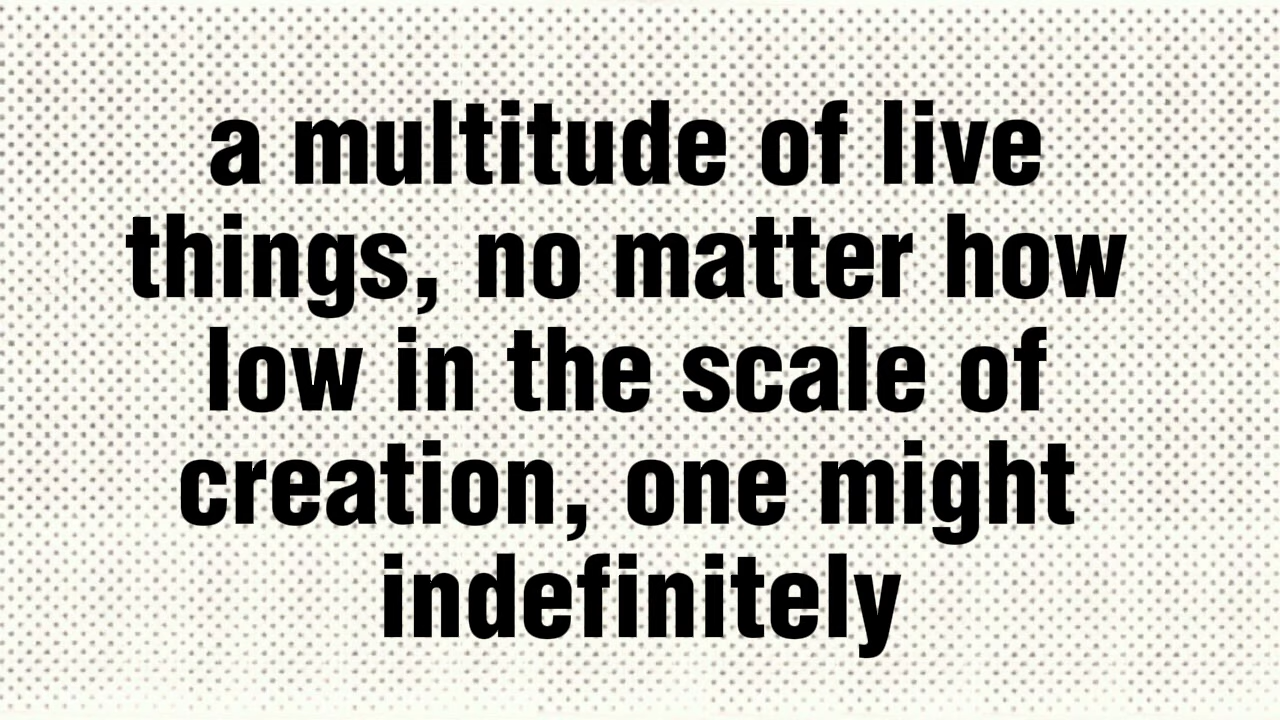 a multitude of live
things, no matter how
low in the scale of
creation, one might
indefinitely